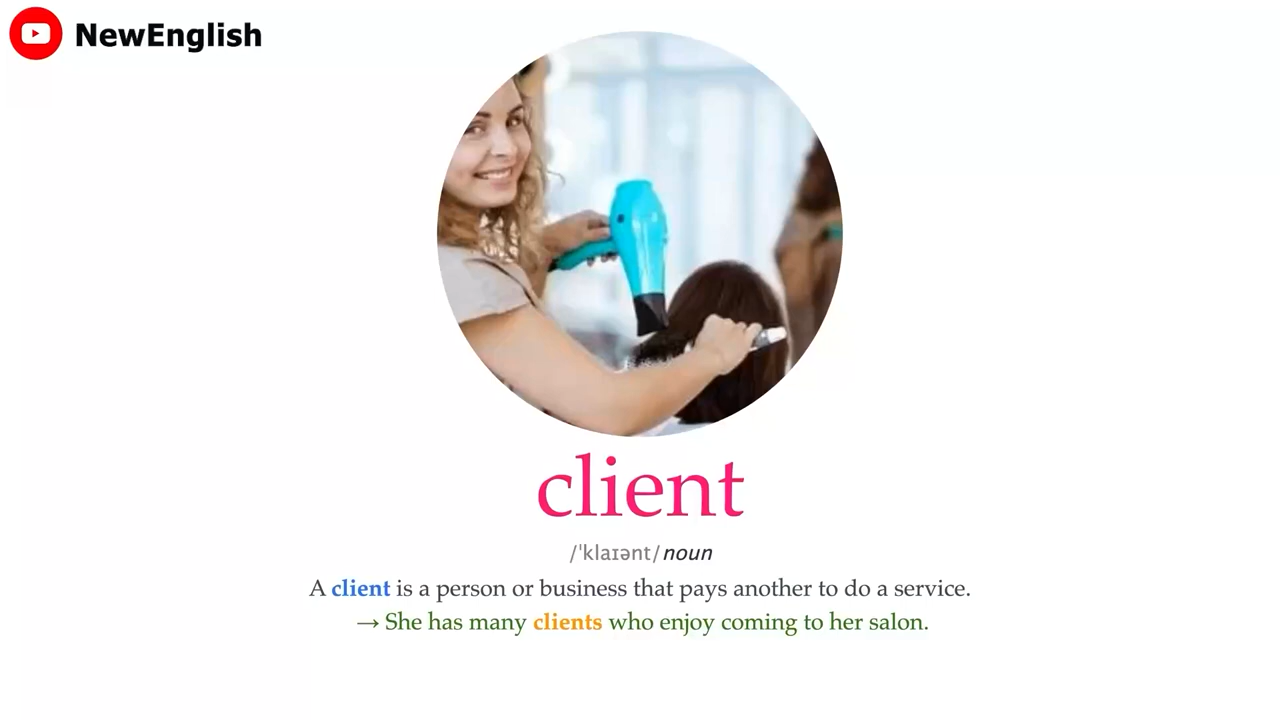 NewEnglish
client
/ˈklaɪənt/ noun
A client is a person or business that pays another to do a service.
→ She has many clients who enjoy coming to her salon.